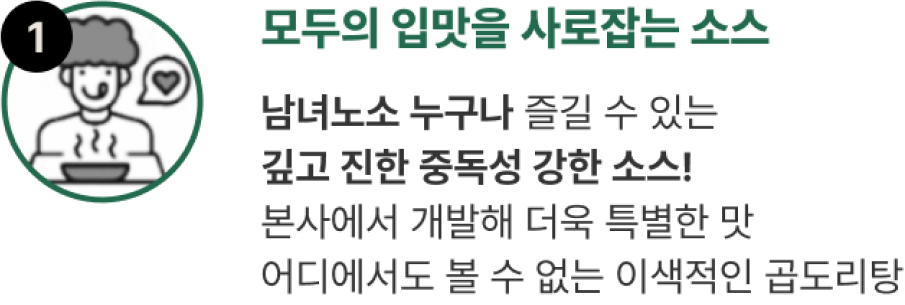 1
모두의 입맛을 사로잡는 소스
남녀노소 누구나 즐길 수 있는
깊고 진한 중독성 강한 소스!
본사에서 개발해 더욱 특별한 맛
어디에서도 볼 수 없는 이색적인 곱도리탕